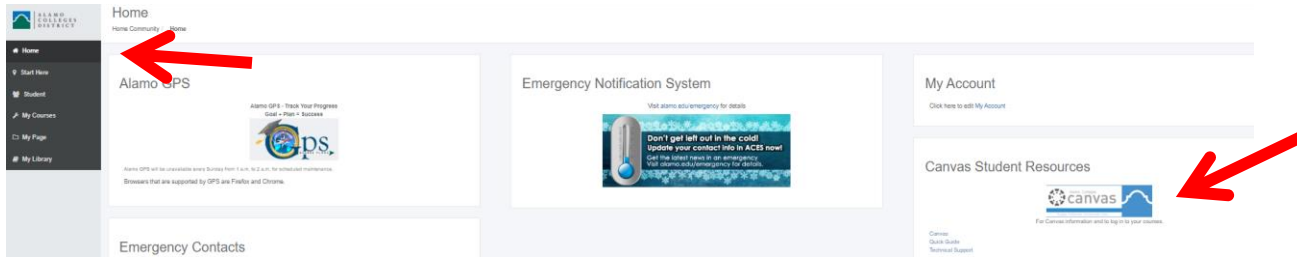 ALAMO
COLLEGES
DISTRICT
Home
Home Community Home
Home
Start Here
Student
My Courses
My Page
My Library
Alamo GPS
Alamo GPS - Track Your Progress
Goal + Plan = Success
Gps
Alamo GPS will be unavailable every Sunday from 1 a.m. to 2 a.m. for scheduled maintenance.
Browsers that are supported by GPS are Firefox and Chrome.
Emergency Contacts
Emergency Notification System
Visit alamo.edu/emergency for details
Don't get left out in the cold!
Update your contact info in ACES now!
Get the latest news in an emergency
Visit alamo.edu/emergency for details.
My Account
Click here to edit My Account
Canvas Student Resources
canvas
For Canvas information and to log in to your courses.
Canvas
Quick Guide
Technical Support